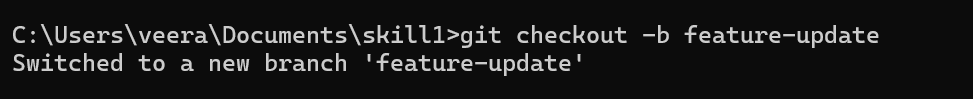 C:\Users\veera\Documents\skill1>git checkout -b feature-update
Switched to a new branch 'feature-update'